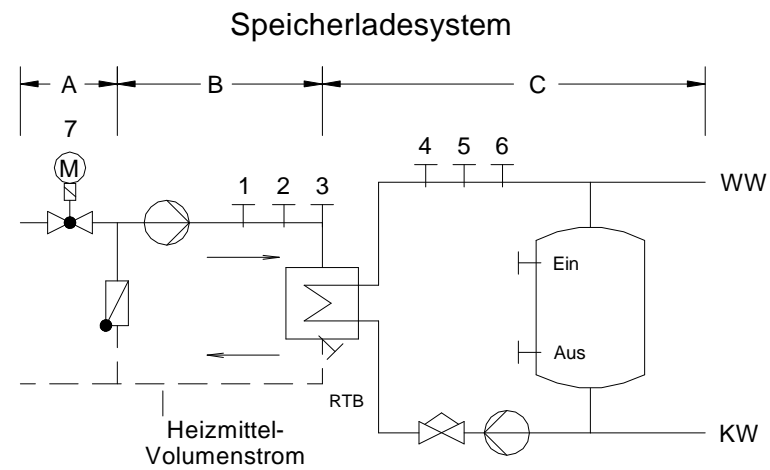 Speicherladesystem
A B C
7
M
1 2 3
4 5 6
WW
Ein
Aus
RTB
KW
Heizmittel-
Volumenstrom